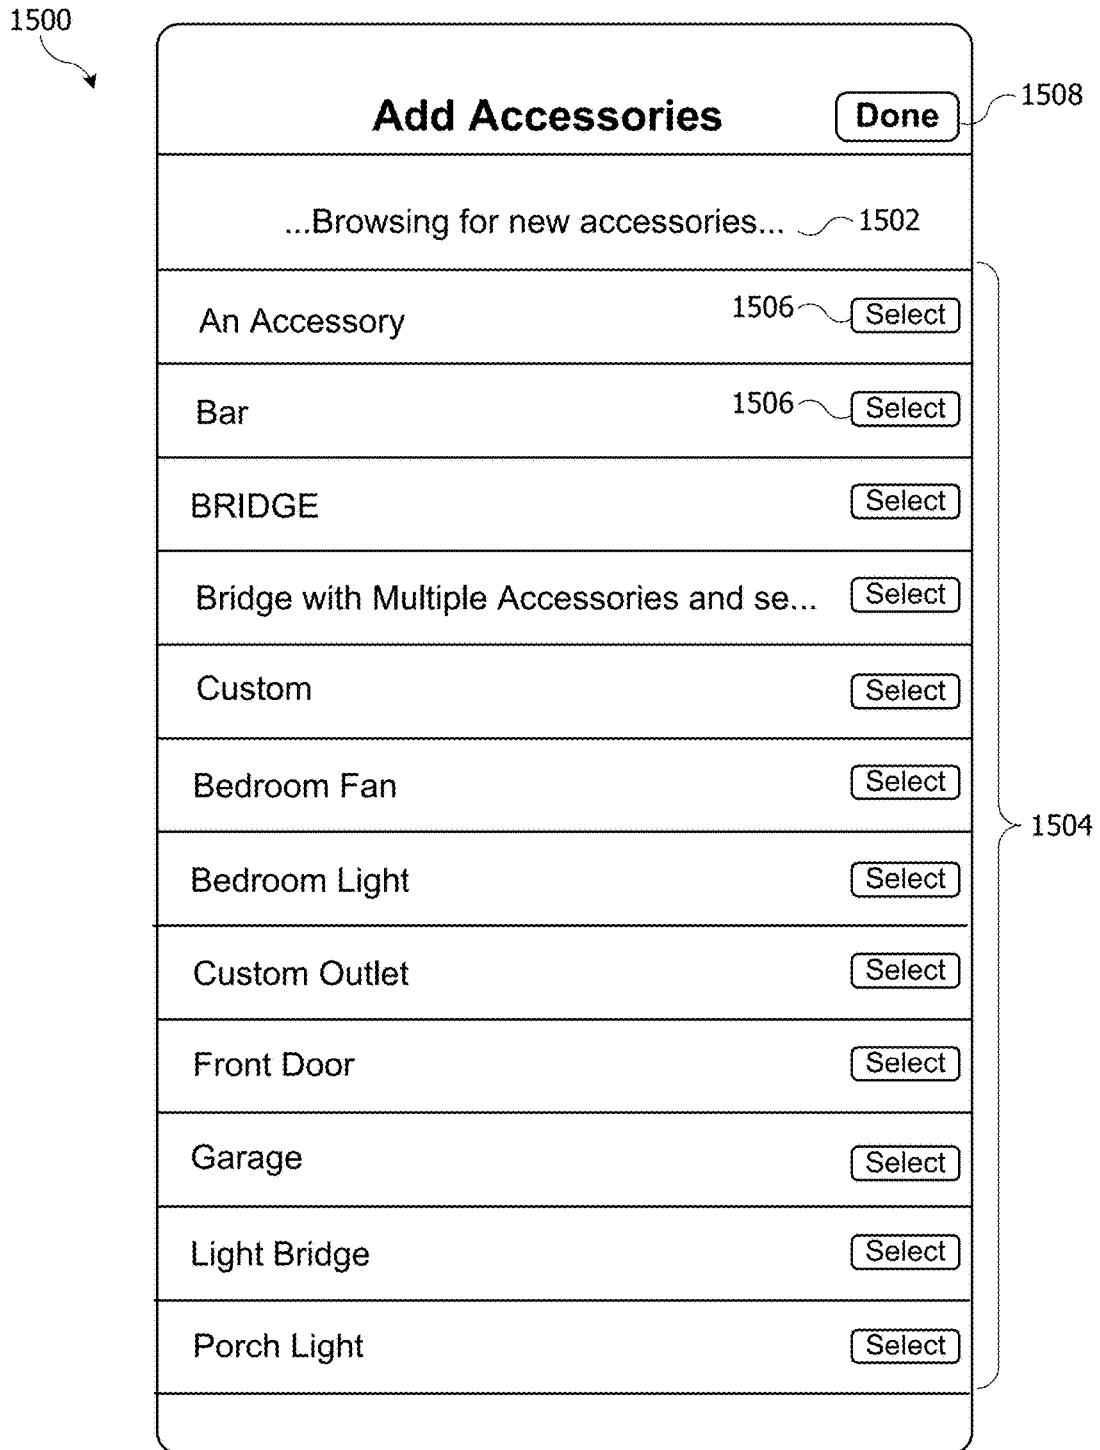 1500
Add Accessories Done 1508
...Browsing for new accessories... 1502
An Accessory 1506 Select
Bar 1506 Select
BRIDGE Select
Bridge with Multiple Accessories and se... Select
Custom Select
Bedroom Fan Select
1504
Bedroom Light Select
Custom Outlet Select
Front Door Select
Garage Select
Light Bridge Select
Porch Light Select